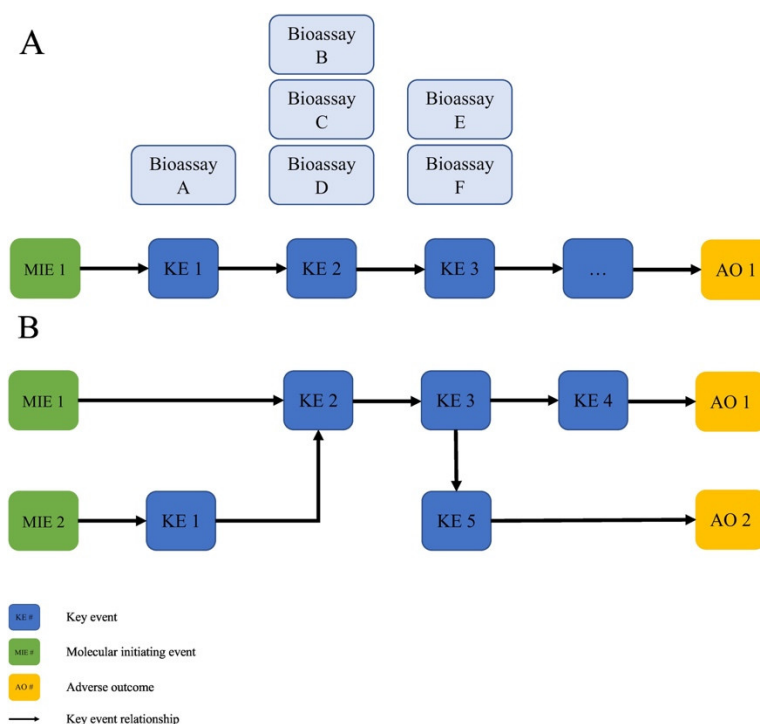 A
Bioassay
B
Bioassay
C
Bioassay
E
Bioassay
A
Bioassay
D
Bioassay
F
MIE 1
KE 1
KE 2
KE 3
...
AO 1
B
MIE 1
KE 2
KE 3
KE 4
AO 1
MIE 2
KE 1
KE 5
AO 2
KE #
Key event
MIE #
Molecular initiating event
AO #
Adverse outcome
Key event relationship